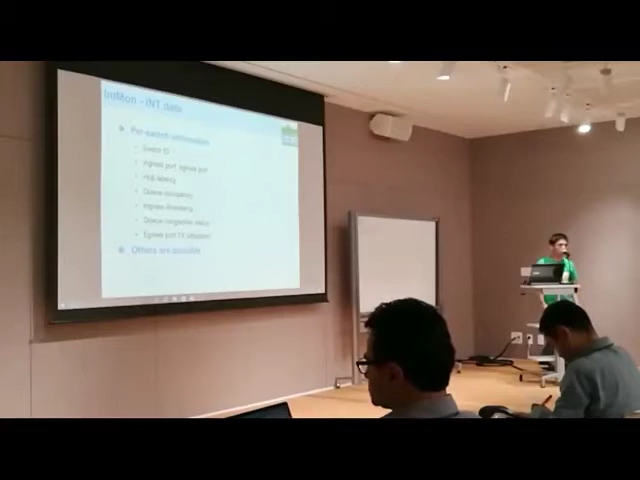 IntMon - INT data
Per-switch information
Switch ID
Ingress port, egress port
Hop latency
Queue occupancy
Ingress timestamp
Queue congestion status
Egress port TX utilization
Others are possible